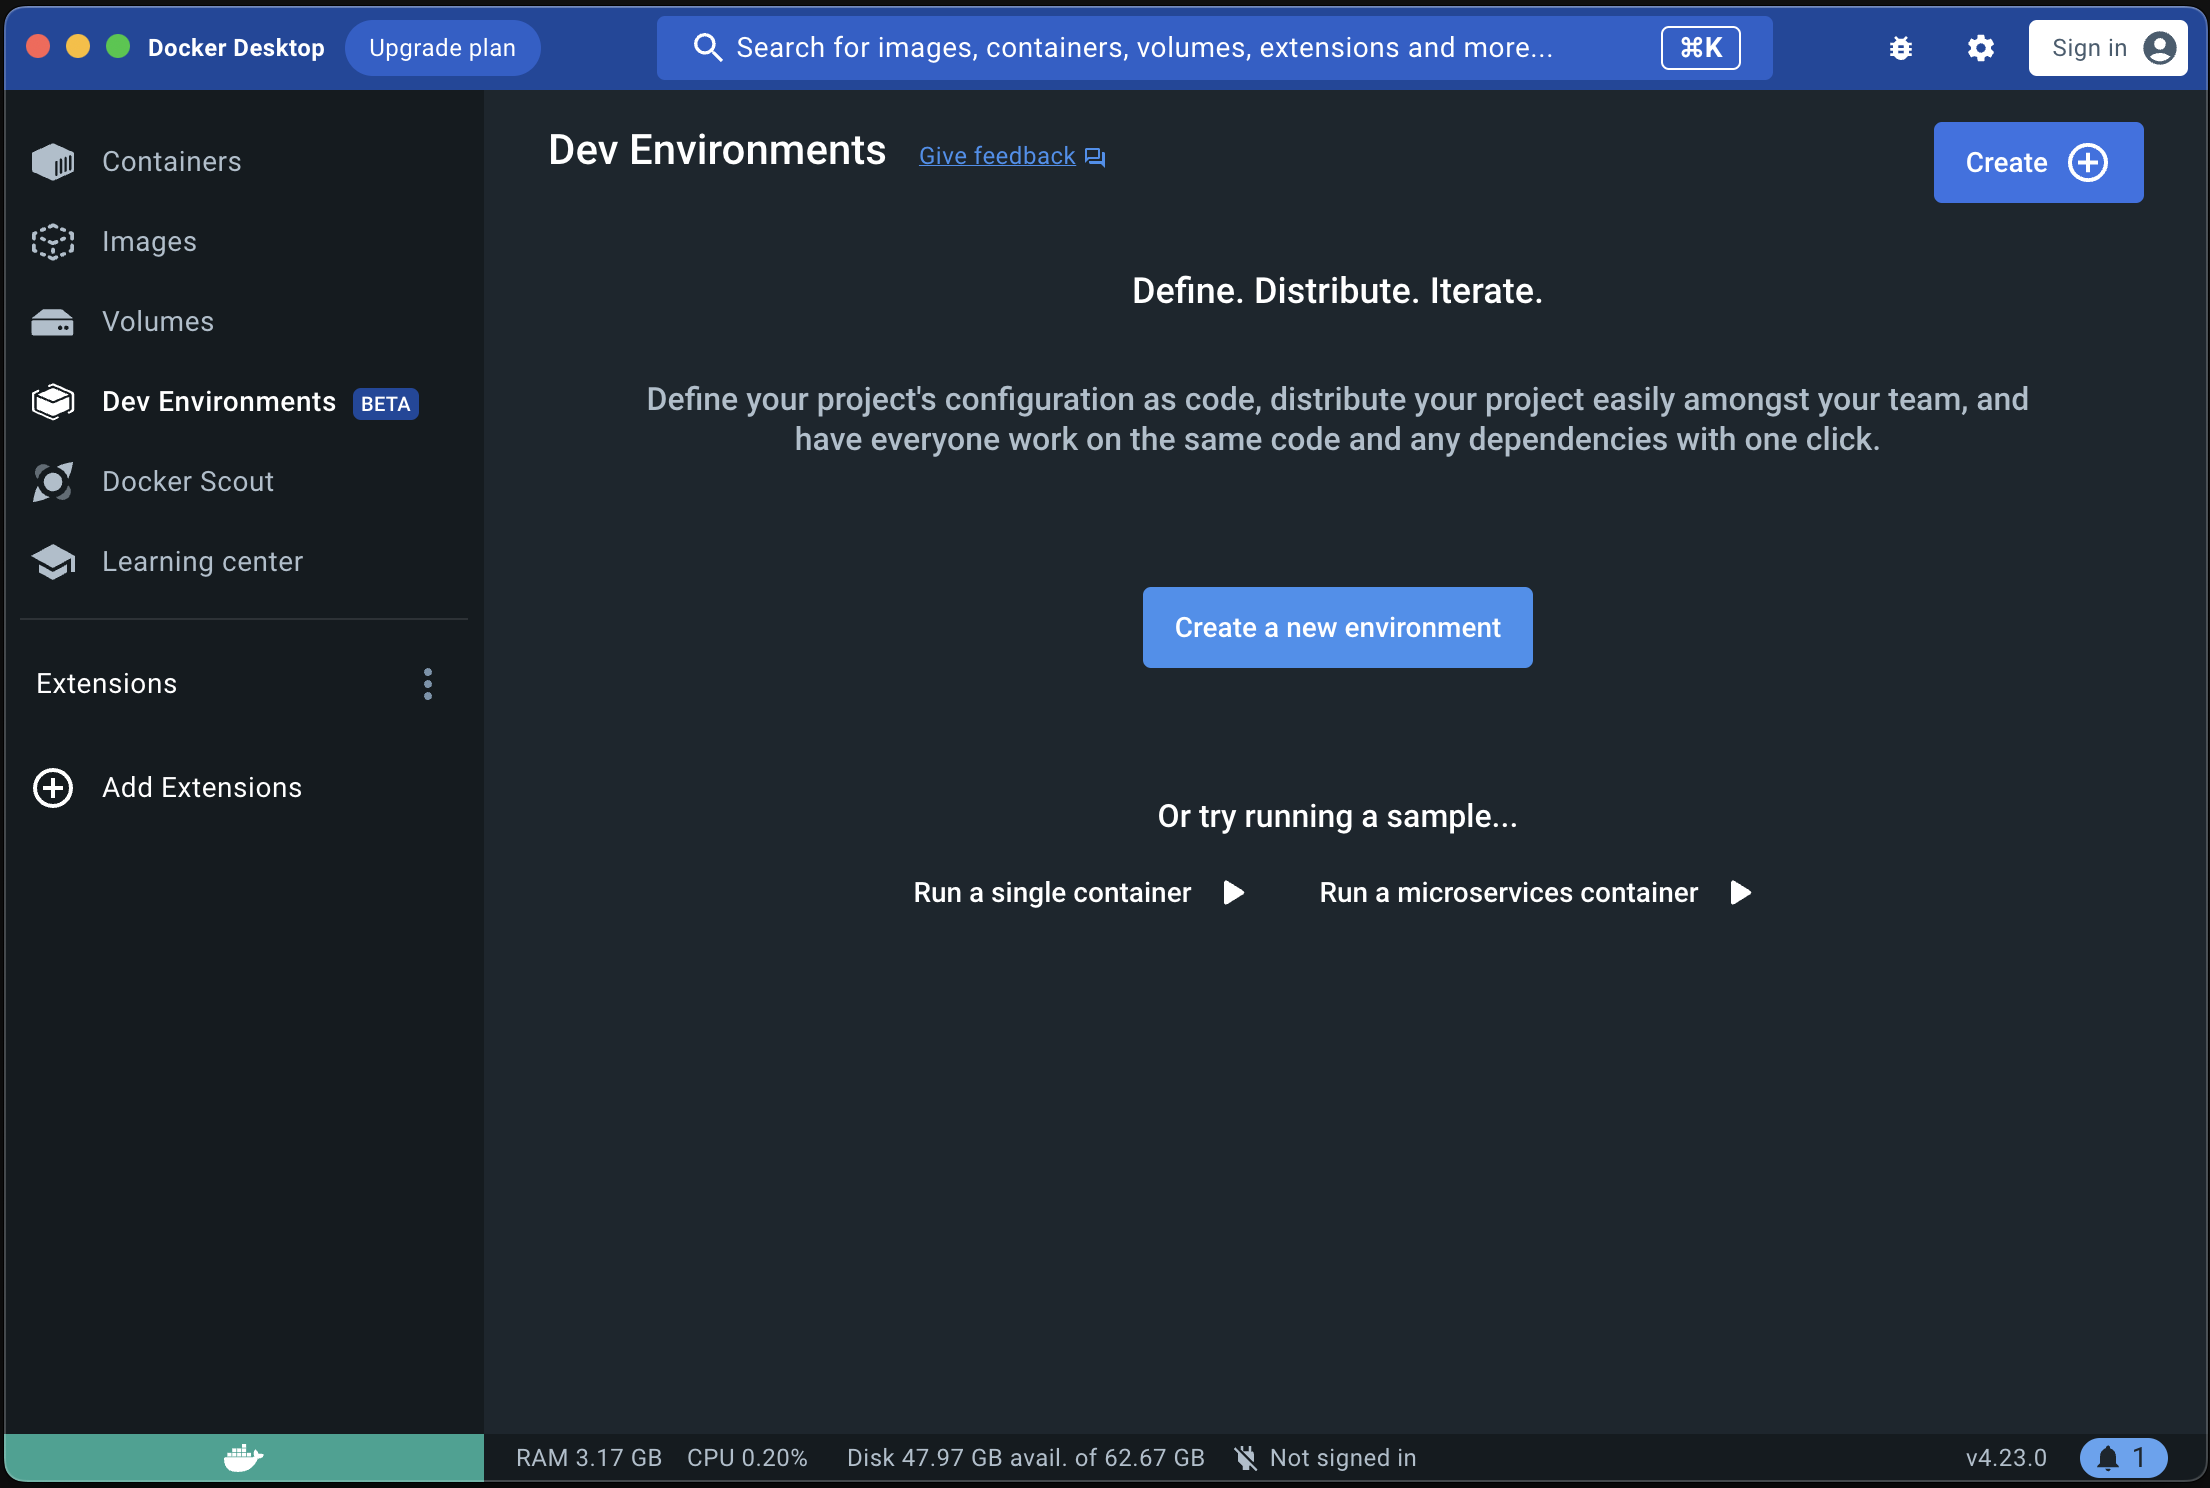 Docker Desktop
Upgrade plan
Search for images, containers, volumes, extensions and more...
⌘K
Sign in
Containers
Images
Volumes
Dev Environments BETA
Docker Scout
Learning center
Extensions
Add Extensions
Dev Environments
Give feedback
Create
Define. Distribute. Iterate.
Define your project's configuration as code, distribute your project easily amongst your team, and
have everyone work on the same code and any dependencies with one click.
Create a new environment
Or try running a sample...
Run a single container
Run a microservices container
RAM 3.17 GB CPU 0.20% Disk 47.97 GB avail. of 62.67 GB Not signed in
v4.23.0
1